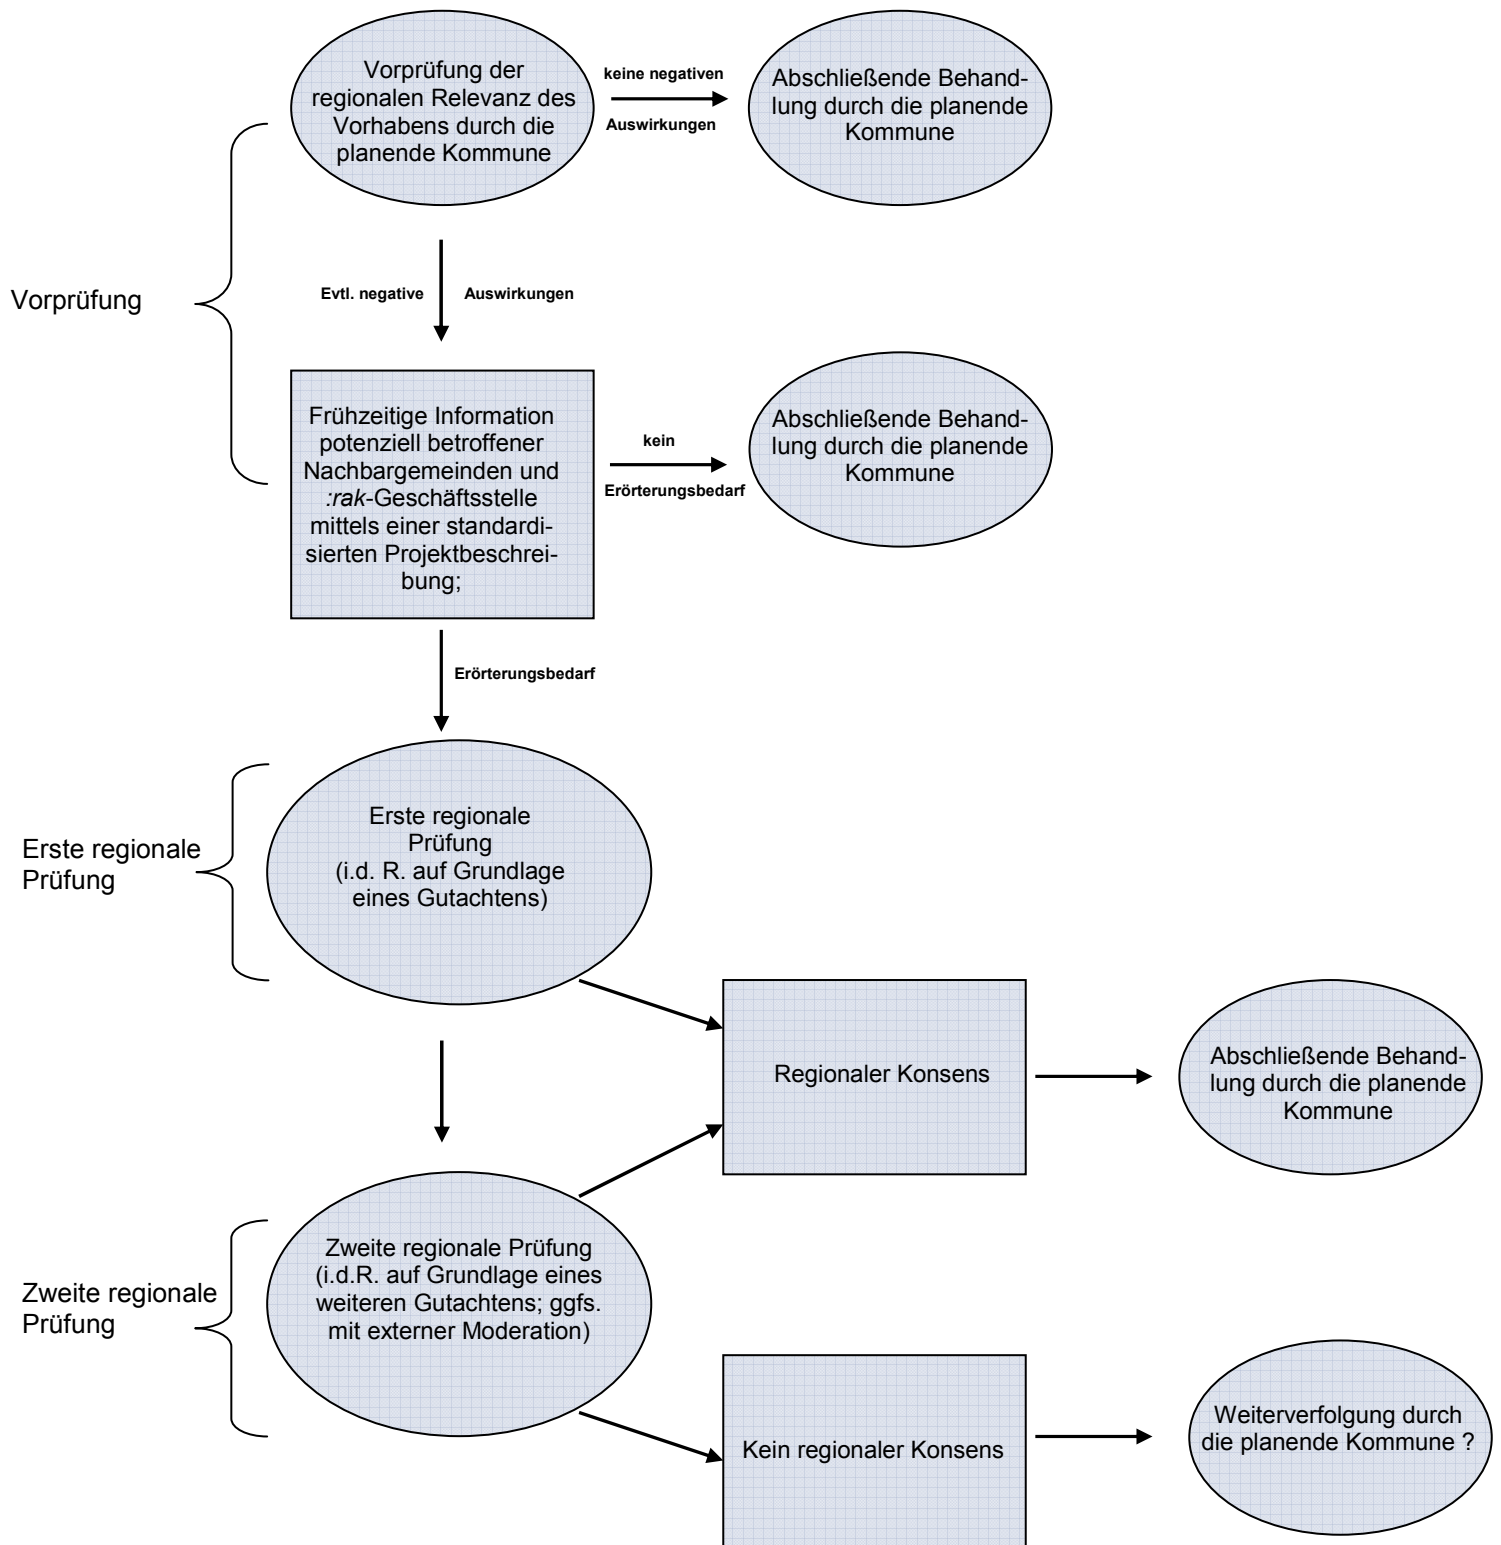 Vorprüfung der
regionalen Relevanz des
Vorhabens durch die
planende Kommune
keine negativen
Auswirkungen
Abschließende Behand-
lung durch die planende
Kommune
Vorprüfung
Evtl. negative Auswirkungen
Frühzeitige Information
potenziell betroffener
Nachbargemeinden und
:rak-Geschäftsstelle
mittels einer standardi-
sierten Projektbeschrei-
bung;
kein
Erörterungsbedarf
Abschließende Behand-
lung durch die planende
Kommune
Erörterungsbedarf
Erste regionale
Prüfung
Erste regionale
Prüfung
(i.d. R. auf Grundlage
eines Gutachtens)
Regionaler Konsens
Abschließende Behand-
lung durch die planende
Kommune
Zweite regionale
Prüfung
Zweite regionale Prüfung
(i.d.R. auf Grundlage eines
weiteren Gutachtens; ggfs.
mit externer Moderation)
Kein regionaler Konsens
Weiterverfolgung durch
die planende Kommune ?